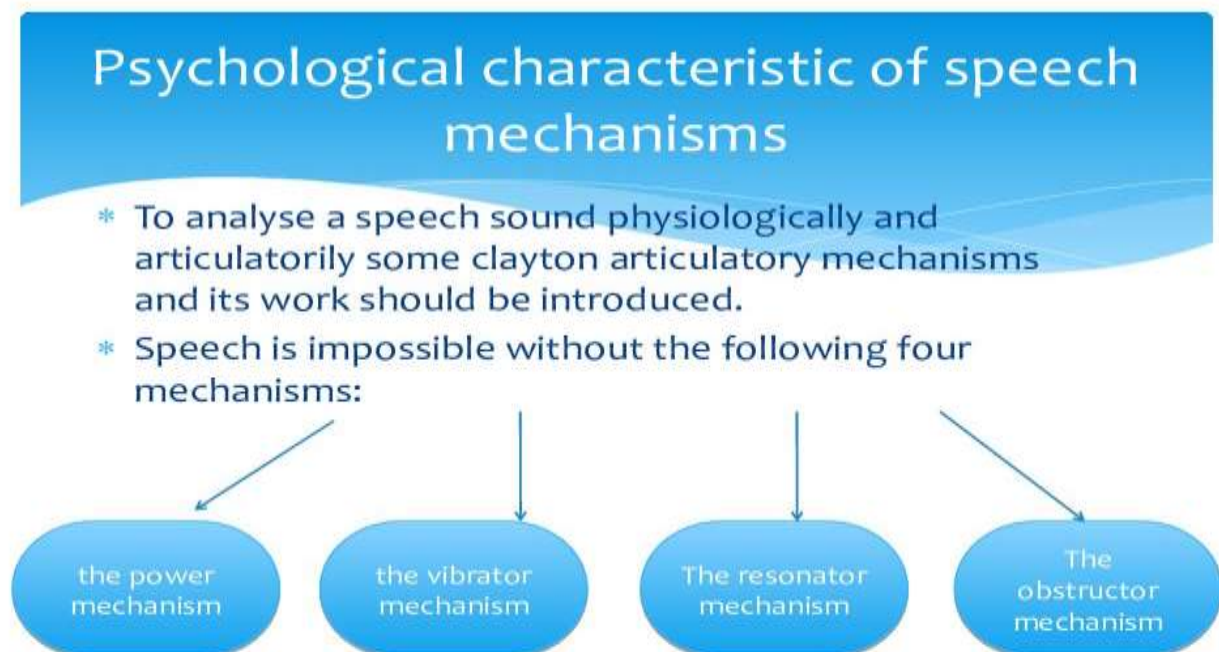 Psychological characteristic of speech
mechanisms
* To analyse a speech sound physiologically and
articulatorily some clayton articulatory mechanisms
and its work should be introduced.
* Speech is impossible without the following four
mechanisms:
the power
mechanism
the vibrator
mechanism
The resonator
mechanism
The
obstructor
mechanism